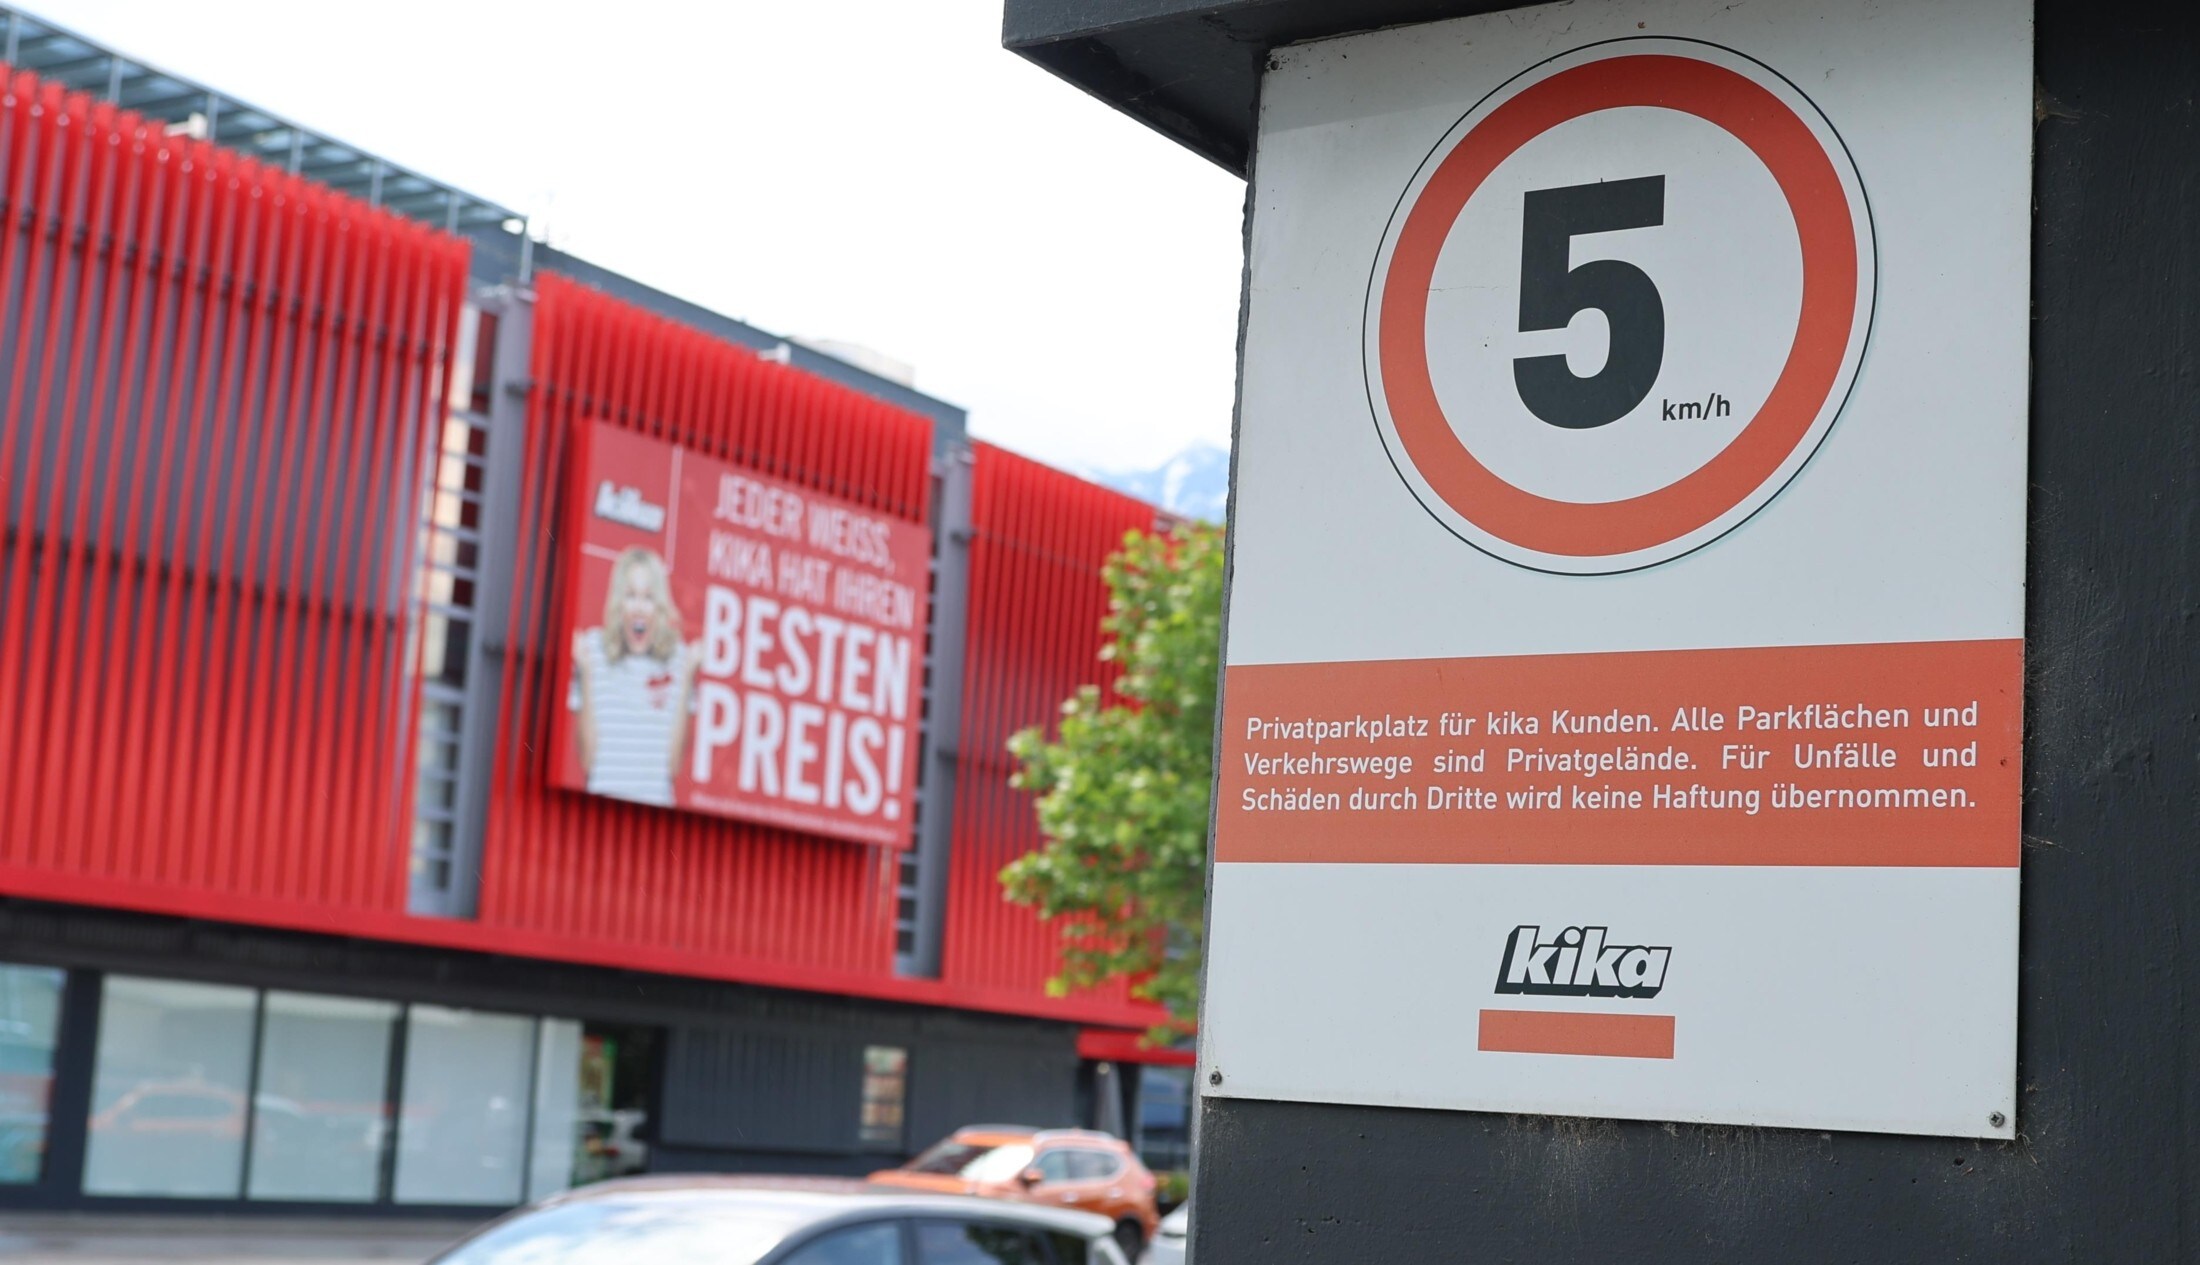 kika
JEDER WEISS,
KIKA HAT IHREN
BESTEN
PREIS!
5
km/h
Privatparkplatz für kika Kunden. Alle Parkflächen und
Verkehrswege sind Privatgelände. Für Unfälle und
Schäden durch Dritte wird keine Haftung übernommen.
kika